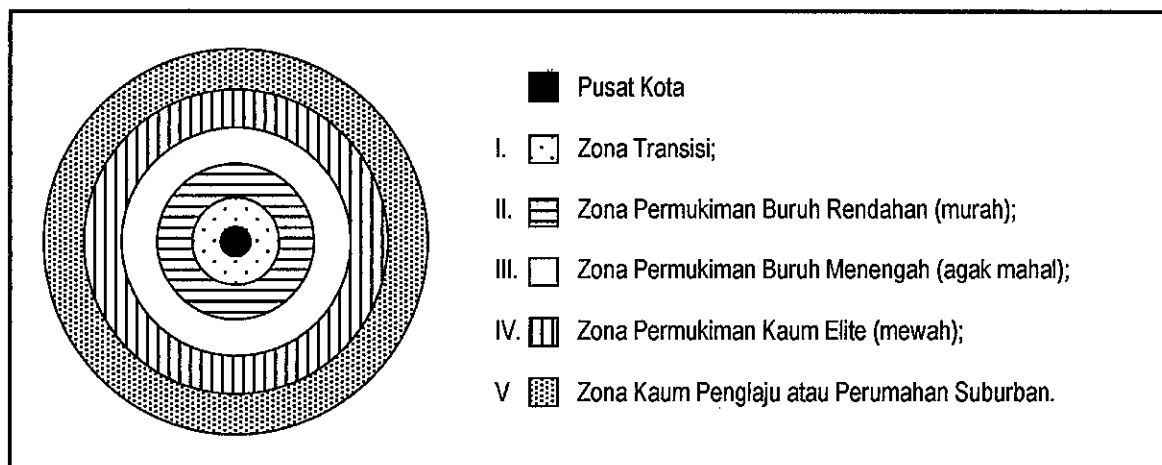 Pusat Kota
I. Zona Transisi;
II. Zona Permukiman Buruh Rendahan (murah);
III. Zona Permukiman Buruh Menengah (agak mahal);
IV. Zona Permukiman Kaum Elite (mewah);
V Zona Kaum Penglaju atau Perumahan Suburban.